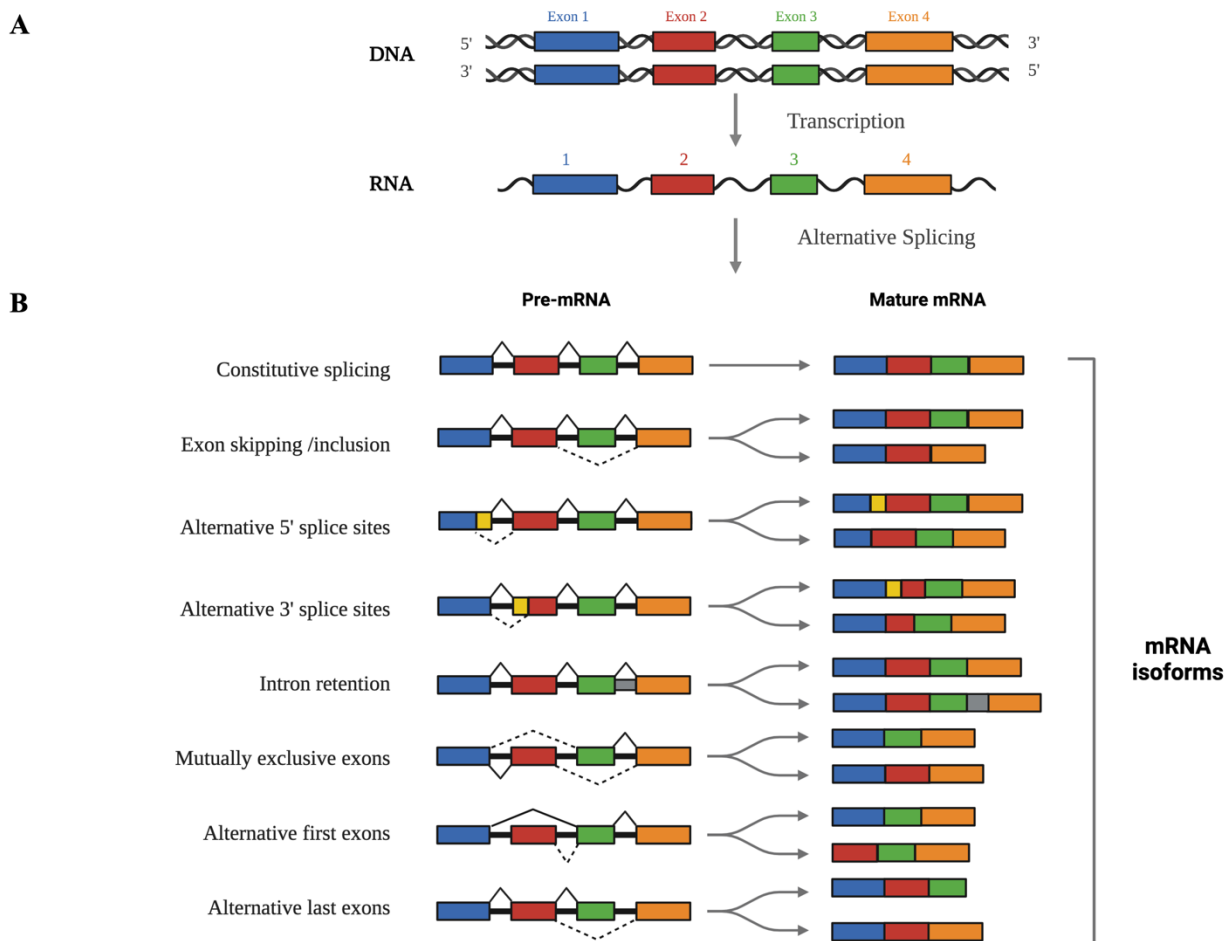 A
Exon 1 Exon 2 Exon 3 Exon 4
5' 3'
DNA
3' 5'
Transcription
1 2 3 4
RNA
Alternative Splicing
B
Pre-mRNA Mature mRNA
Constitutive splicing
Exon skipping /inclusion
Alternative 5' splice sites
Alternative 3' splice sites
Intron retention
Mutually exclusive exons
Alternative first exons
Alternative last exons
mRNA
isoforms